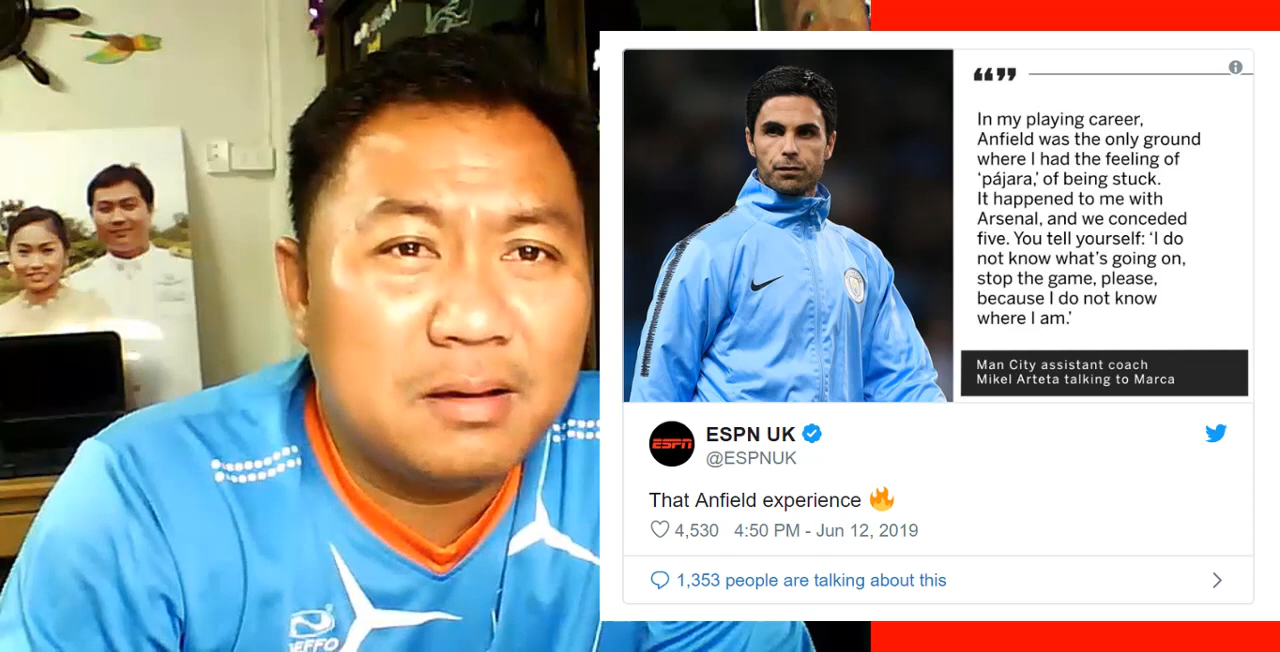 In my playing career,
Anfield was the only ground
where I had the feeling of
‘pájara,’ of being stuck.
It happened to me with
Arsenal, and we conceded
five. You tell yourself: ‘I do
not know what’s going on,
stop the game, please,
because I do not know
where I am.’
Man City assistant coach
Mikel Arteta talking to Marca
ESPN
ESPN UK
@ESPNUK
That Anfield experience
4,530 4:50 PM - Jun 12, 2019
1,353 people are talking about this